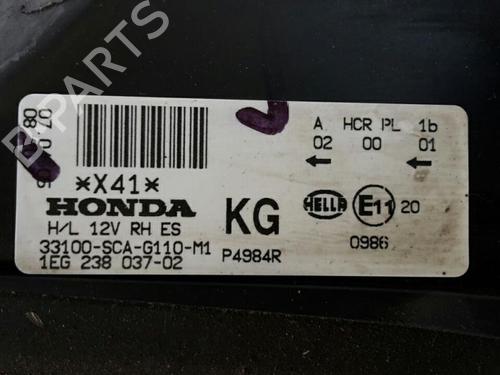 *X41*
HONDA
H/L 12V RH ES
33100-SCA-G110-M1
1EG 238 037-02
KG
P4984R
A HCR PL 1b
02 00 01
HELLA E11 20
0986